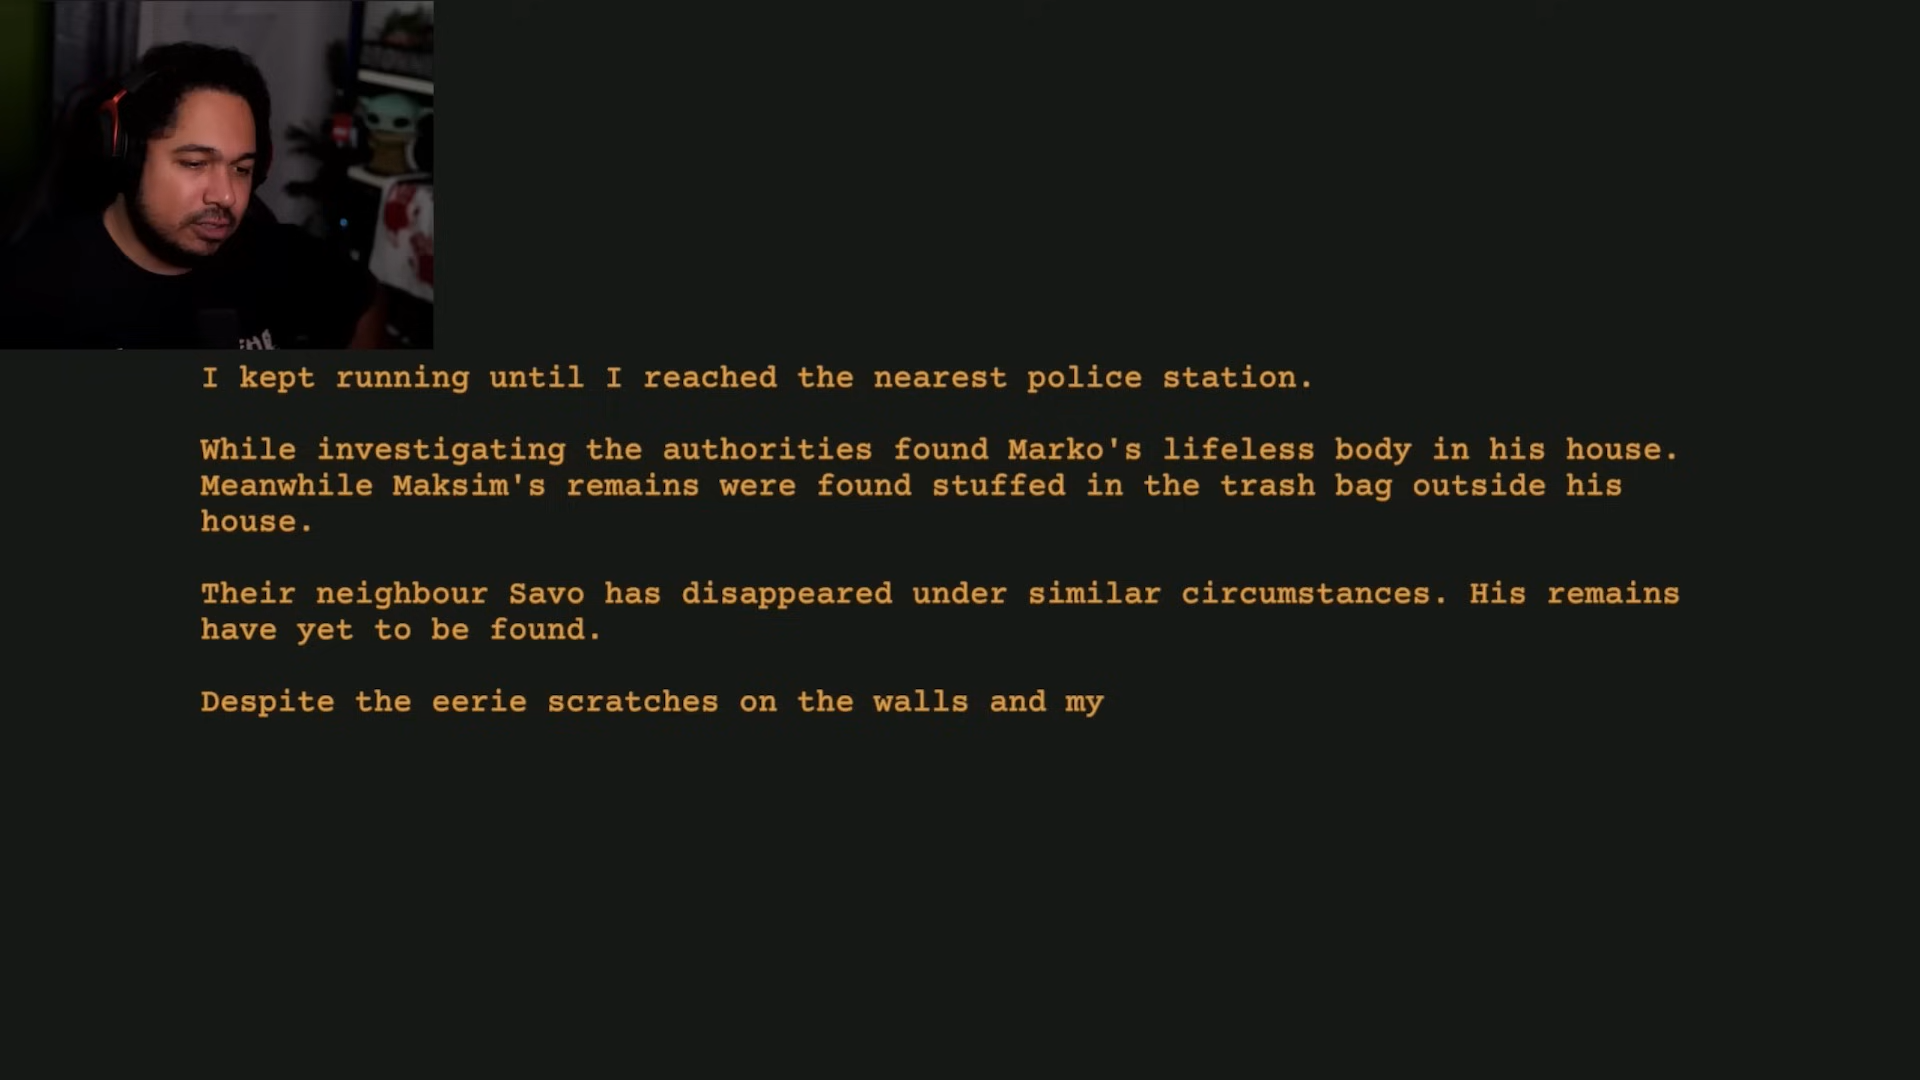 I kept running until I reached the nearest police station.
While investigating the authorities found Marko's lifeless body in his house.
Meanwhile Maksim's remains were found stuffed in the trash bag outside his
house.
Their neighbour Savo has disappeared under similar circumstances. His remains
have yet to be found.
Despite the eerie scratches on the walls and my